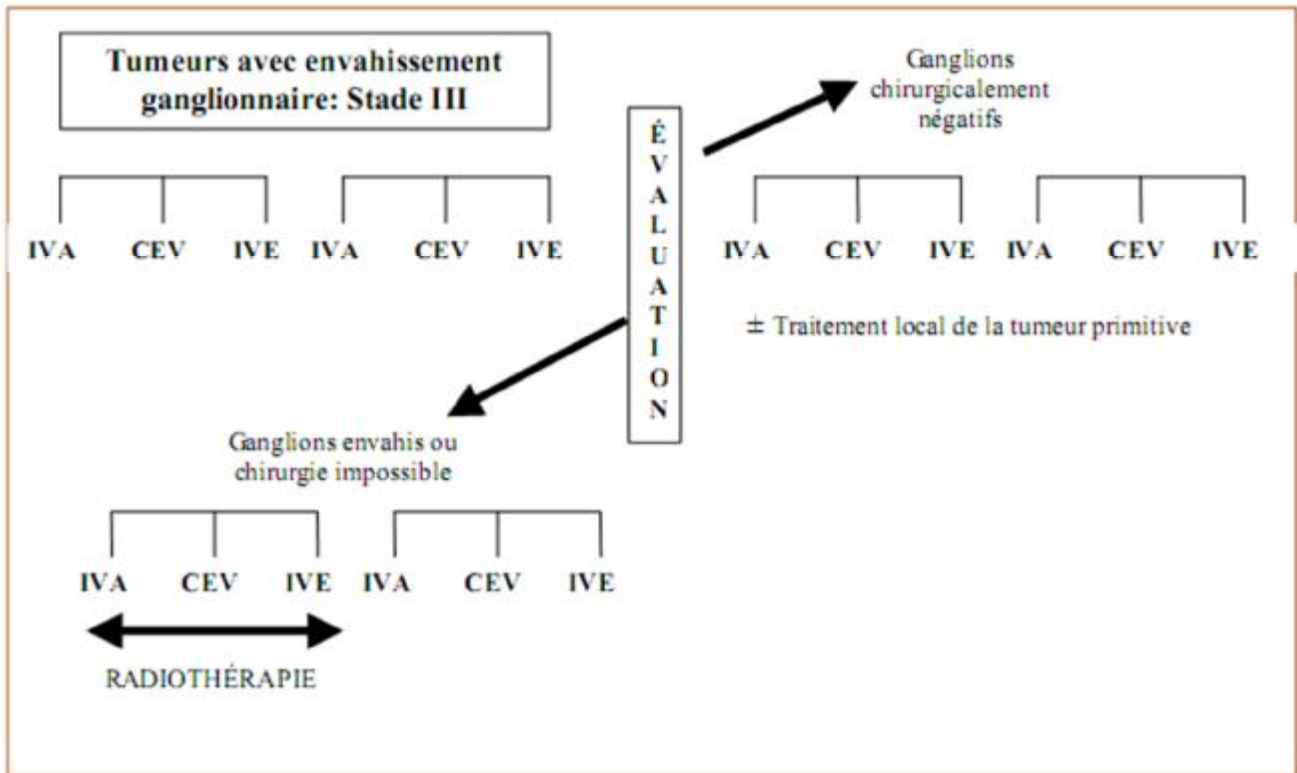 Tumeurs avec envahissement
ganglionnaire: Stade III
IVA CEV IVE IVA CEV IVE
ÉVALUATION
Ganglions
chirurgicalement
négatifs
IVA CEV IVE IVA CEV IVE
± Traitement local de la tumeur primitive
Ganglions envahis ou
chirurgie impossible
IVA CEV IVE IVA CEV IVE
RADIOTHÉRAPIE